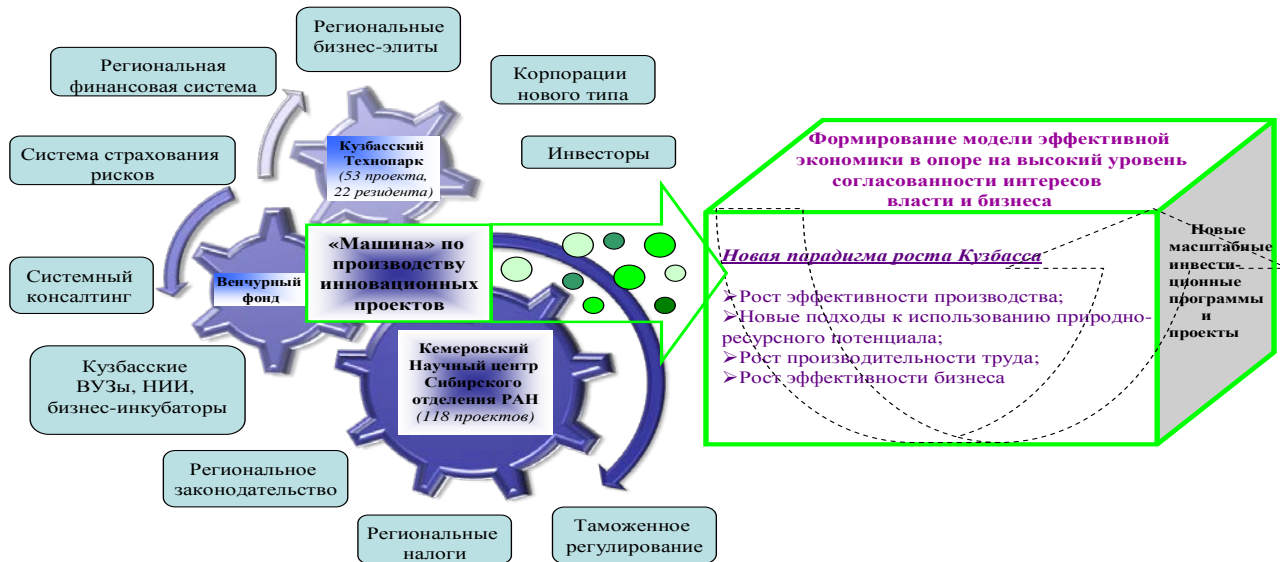 Региональные
бизнес-элиты
Региональная
финансовая система
Корпорации
нового типа
Система страхования
рисков
Кузбасский
Технопарк
(53 проекта,
22 резидента)
Инвесторы
Формирование модели эффективной
экономики в опоре на высокий уровень
согласованности интересов
власти и бизнеса
«Машина» по
производству
инновационных
проектов
Системный
консалтинг
Венчурный
фонд
Новая парадигма роста Кузбасса
➢Рост эффективности производства;
➢Новые подходы к использованию природно-
ресурсного потенциала;
➢Рост производительности труда;
➢Рост эффективности бизнеса
Новые
масштабные
инвести-
ционные
программы
и
проекты
Кузбасские
ВУЗы, НИИ,
бизнес-инкубаторы
Кемеровский
Научный центр
Сибирского
отделения РАН
(118 проектов)
Региональное
законодательство
Региональные
налоги
Таможенное
регулирование